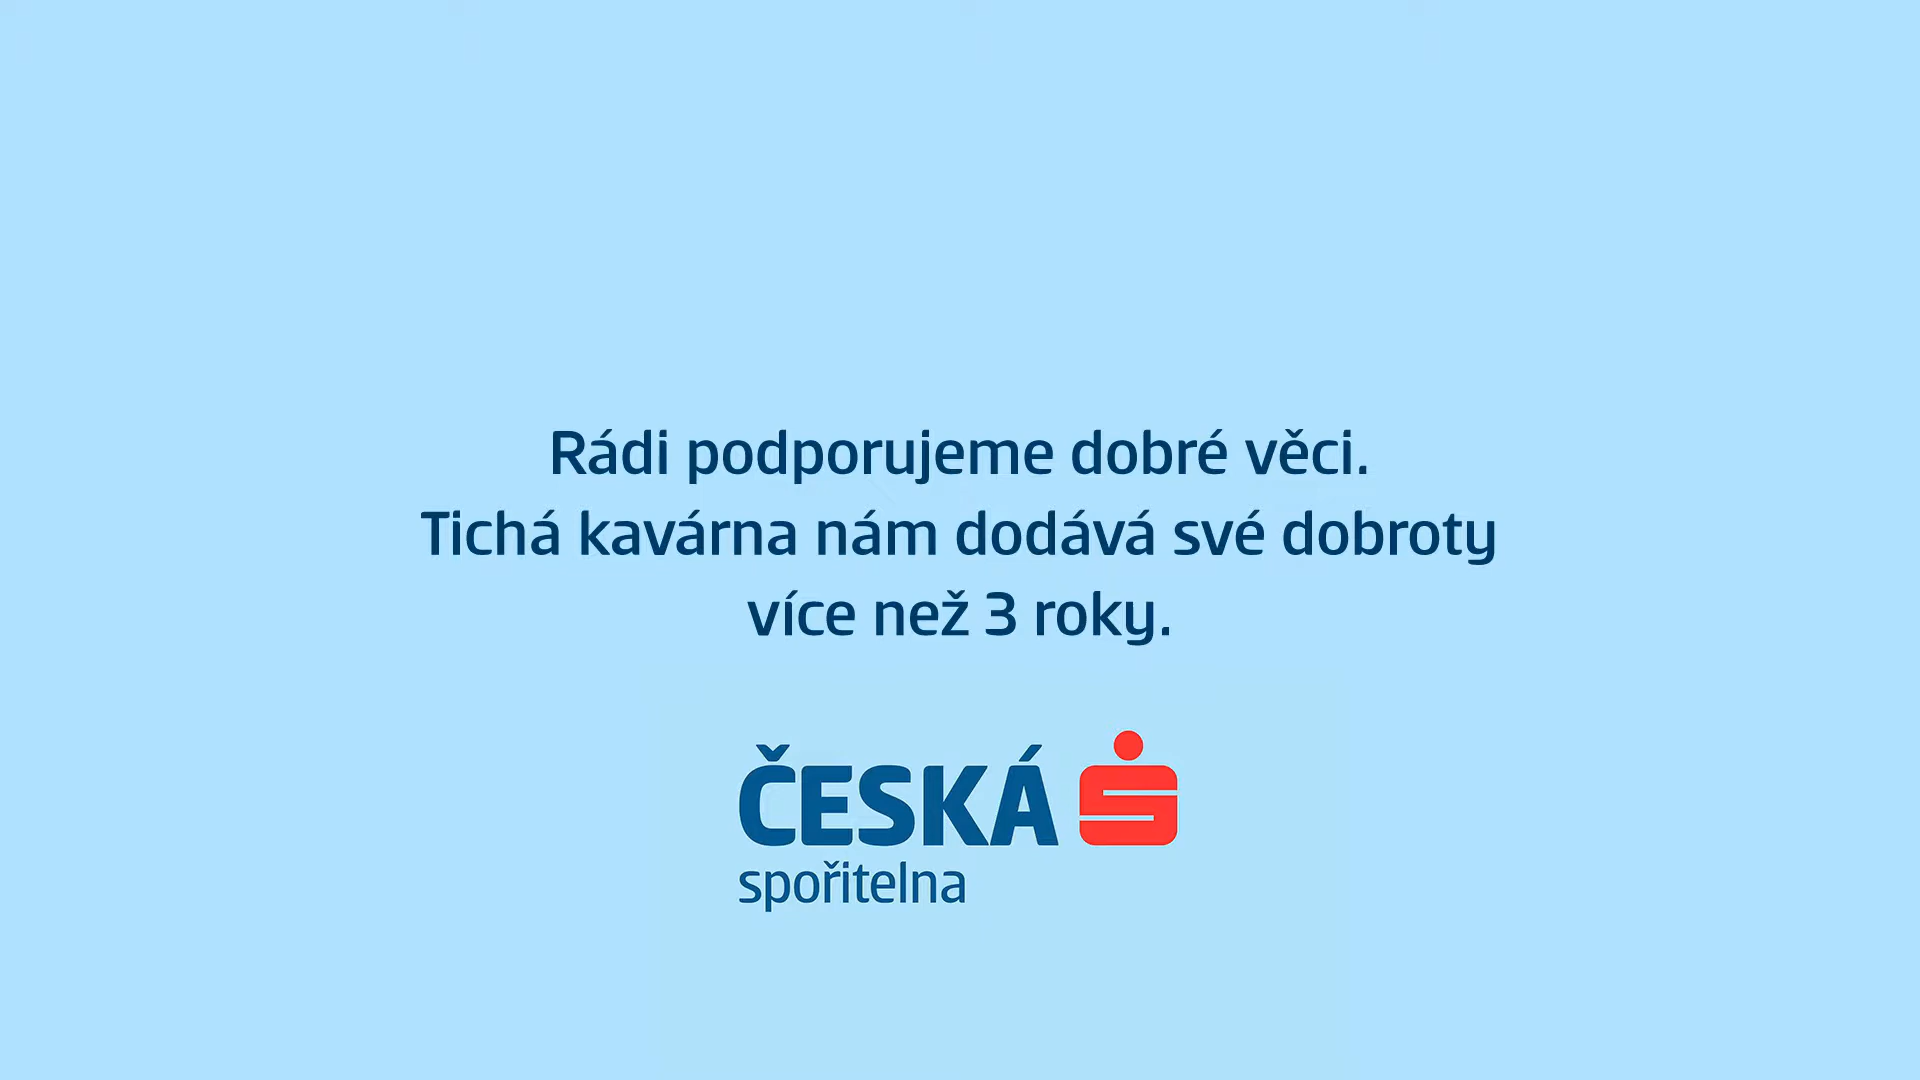 Rádi podporujeme dobré věci.
Tichá kavárna nám dodává své dobroty
více než 3 roky.
ČESKÁ
spořitelna